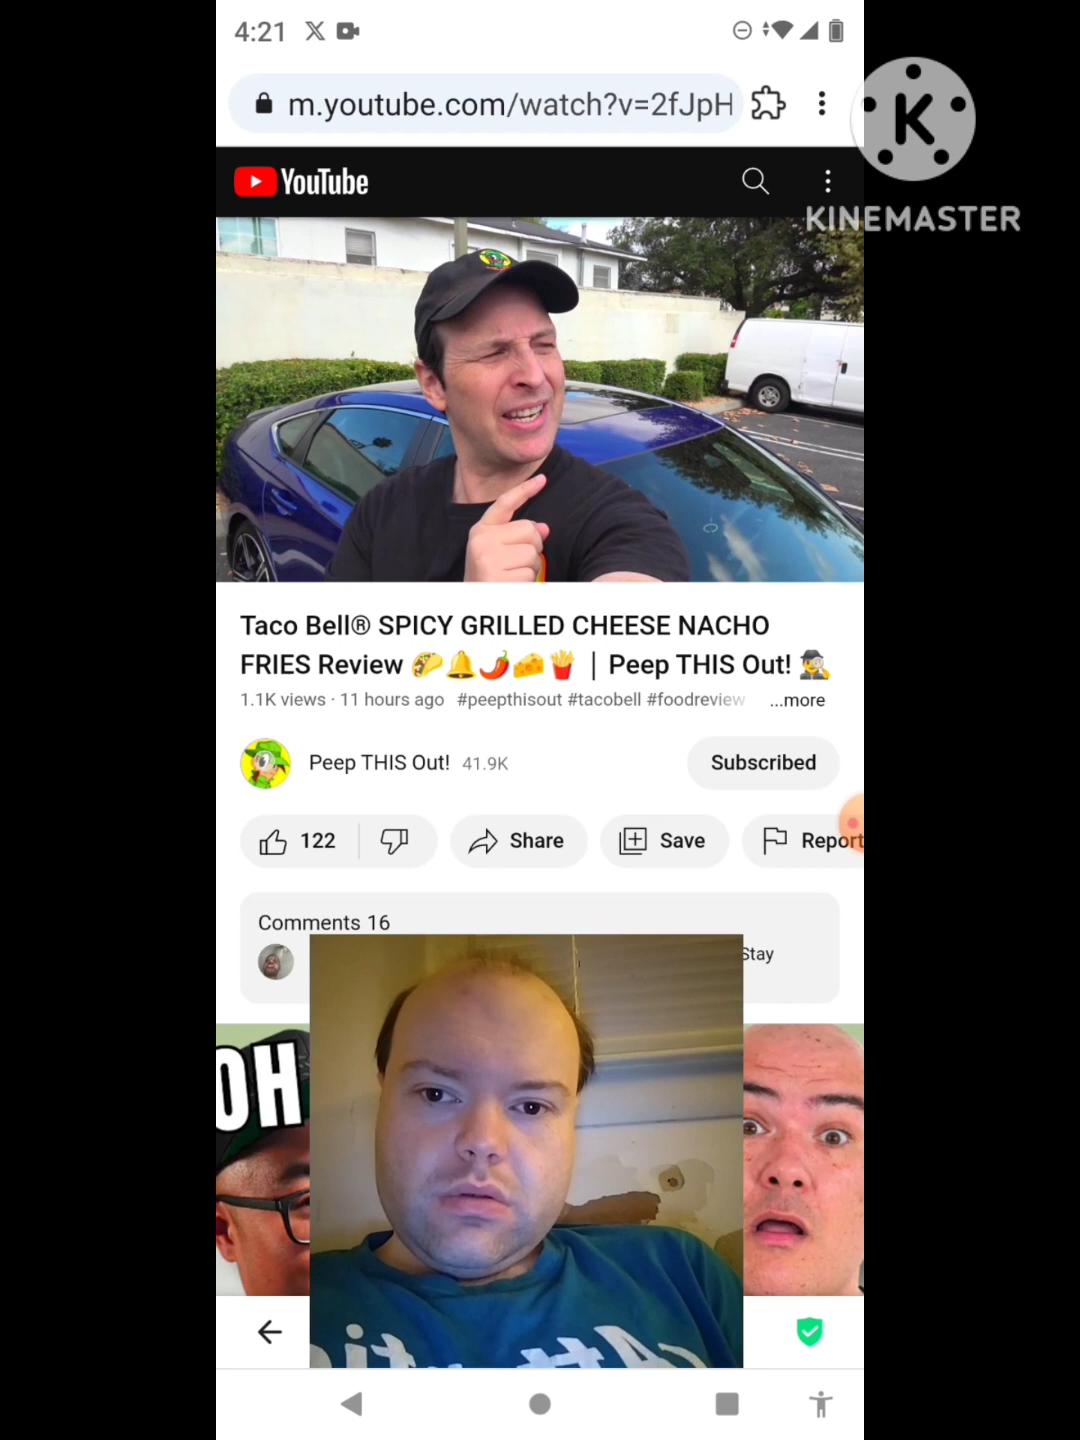 4:21
m.youtube.com/watch?v=2fJpH
K
KINEMASTER
YouTube
Taco Bell® SPICY GRILLED CHEESE NACHO
FRIES Review 🌮🔔🌶️🧀🍟 | Peep THIS Out! 🕵️
1.1K views · 11 hours ago #peepthisout #tacobell #foodreview ...more
Peep THIS Out! 41.9K Subscribed
122 Share Save Report
Comments 16
Stay
OH